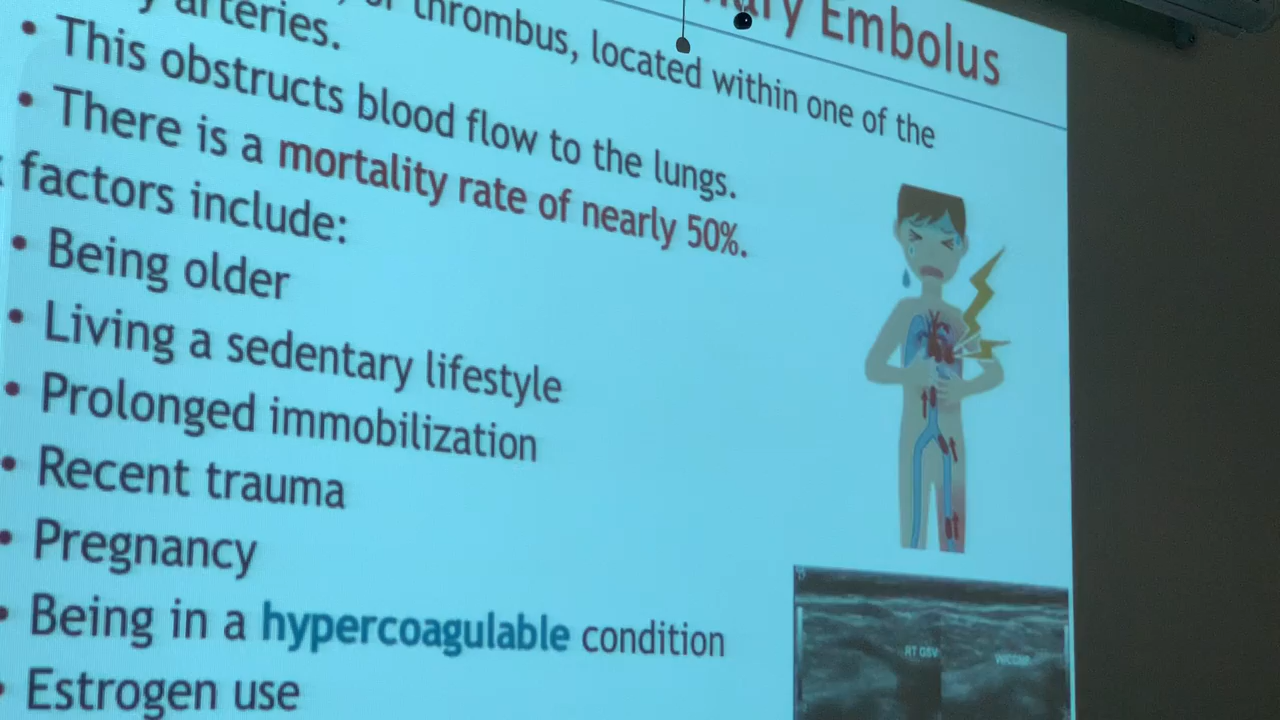 Embolus
thrombus, located within one of the
arteries.
• This obstructs blood flow to the lungs.
• There is a mortality rate of nearly 50%.
factors include:
• Being older
• Living a sedentary lifestyle
• Prolonged immobilization
• Recent trauma
• Pregnancy
• Being in a hypercoagulable condition
• Estrogen use
RT GSV